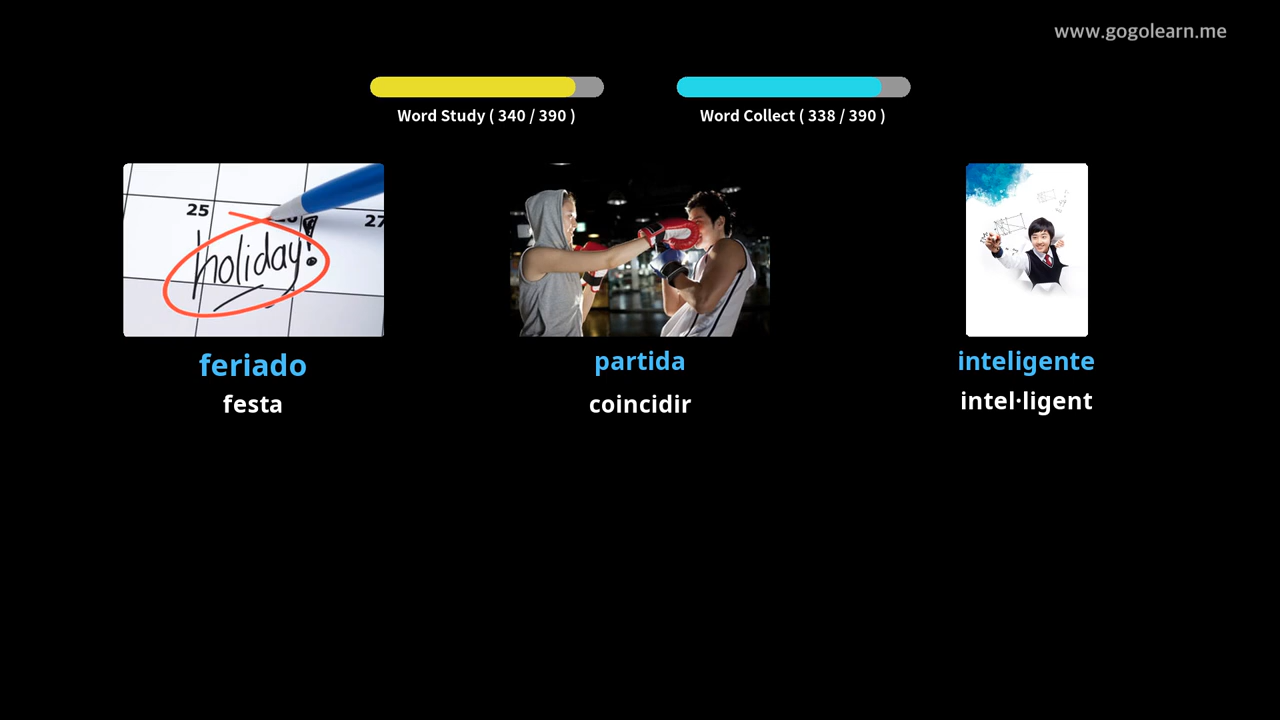 www.gogolearn.me
Word Study ( 340 / 390 )
Word Collect ( 338 / 390 )
25
27
holiday!
feriado
partida
inteligente
festa
coincidir
intel·ligent